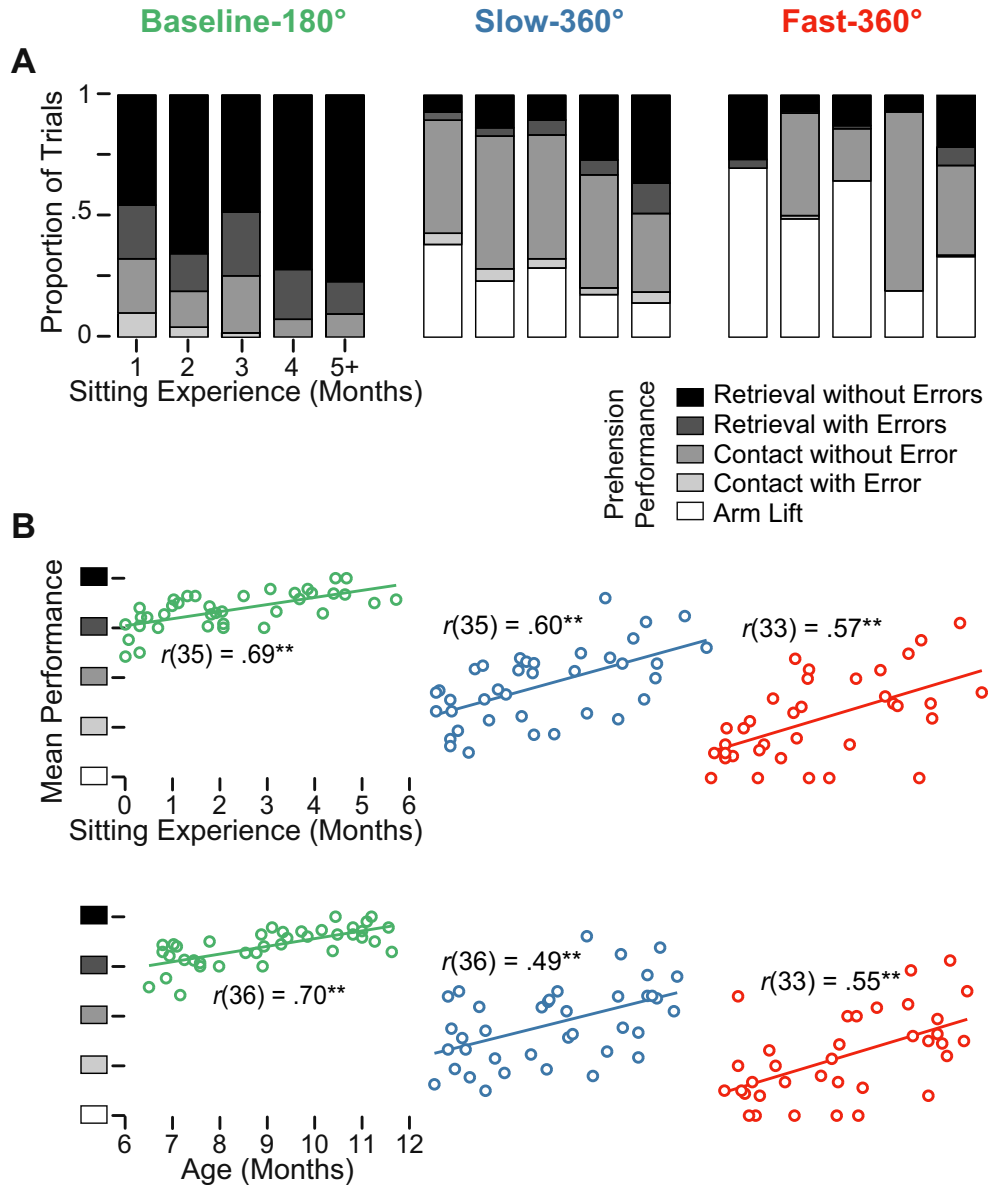 Baseline-180° Slow-360° Fast-360°
A
Proportion of Trials
1
.5
0
1 2 3 4 5+
Sitting Experience (Months)
Prehension
Performance
Retrieval without Errors
Retrieval with Errors
Contact without Error
Contact with Error
Arm Lift
B
Mean Performance
r(35) = .69**
r(35) = .60**
r(33) = .57**
0 1 2 3 4 5 6
Sitting Experience (Months)
r(36) = .70**
r(36) = .49**
r(33) = .55**
6 7 8 9 10 11 12
Age (Months)